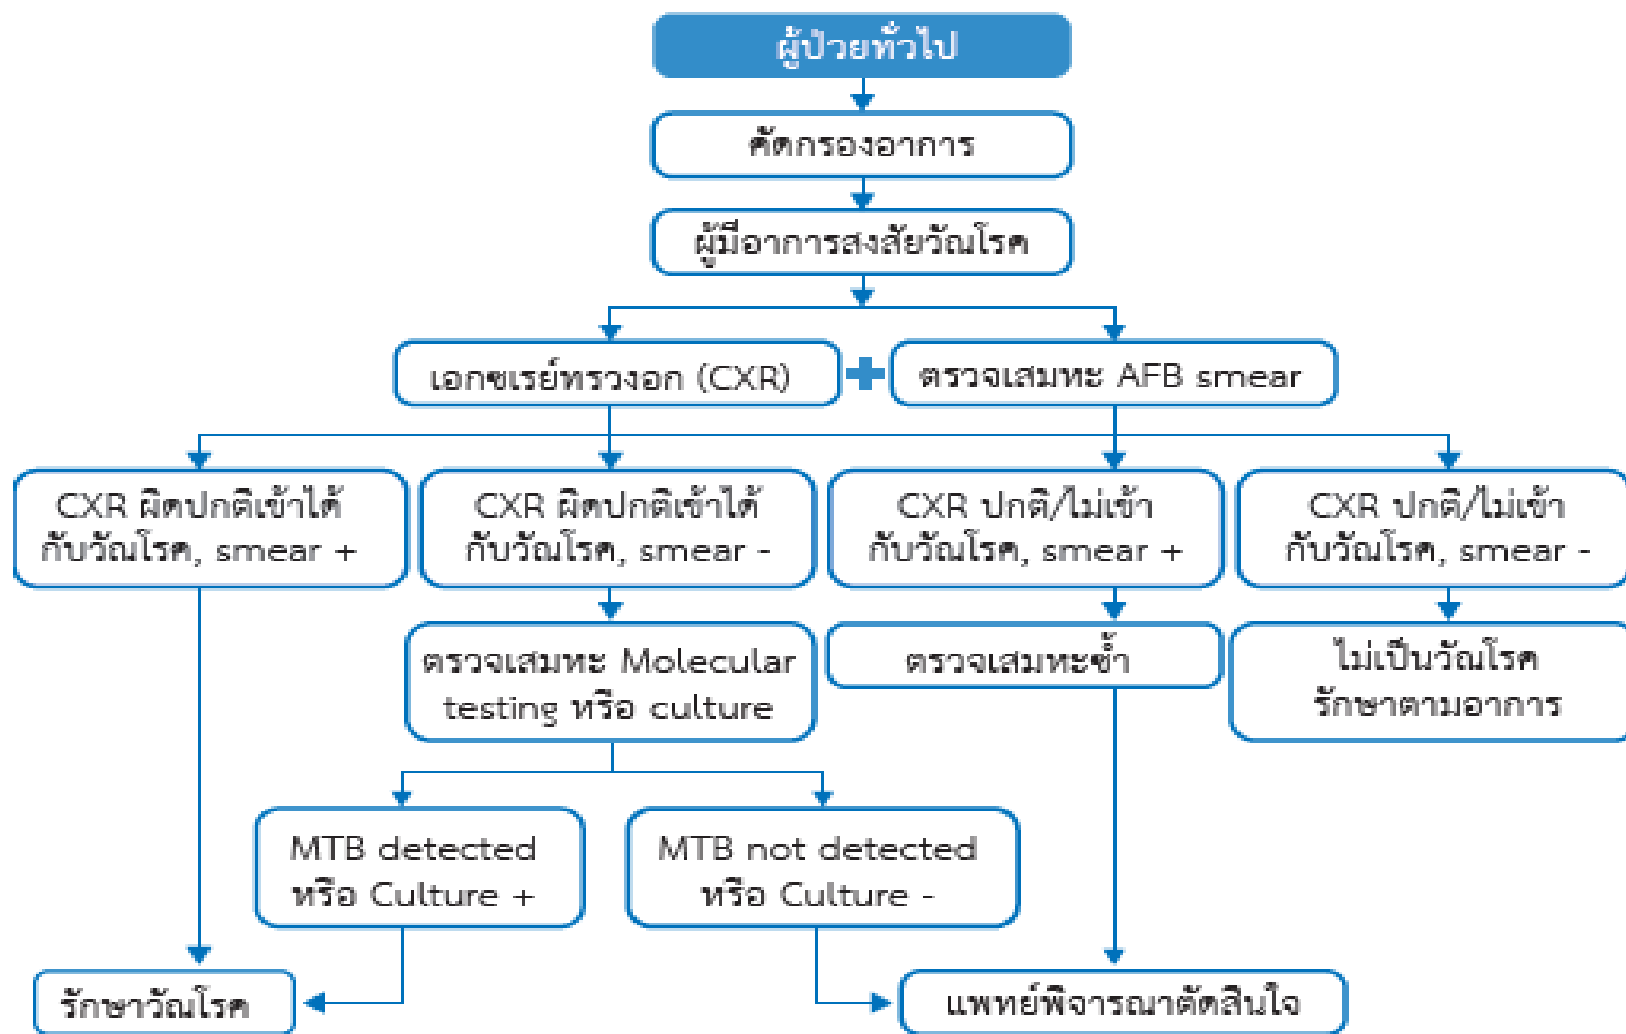 ผู้ป่วยทั่วไป
คัดกรองอาการ
ผู้มีอาการสงสัยวัณโรค
เอกซเรย์ทรวงอก (CXR)
ตรวจเสมหะ AFB smear
CXR ผิดปกติเข้าได้
กับวัณโรค, smear +
CXR ผิดปกติเข้าได้
กับวัณโรค, smear -
CXR ปกติ/ไม่เข้า
กับวัณโรค, smear +
CXR ปกติ/ไม่เข้า
กับวัณโรค, smear -
ตรวจเสมหะ Molecular
testing หรือ culture
ตรวจเสมหะซ้ำ
ไม่เป็นวัณโรค
รักษาตามอาการ
MTB detected
หรือ Culture +
MTB not detected
หรือ Culture -
รักษาวัณโรค
แพทย์พิจารณาตัดสินใจ